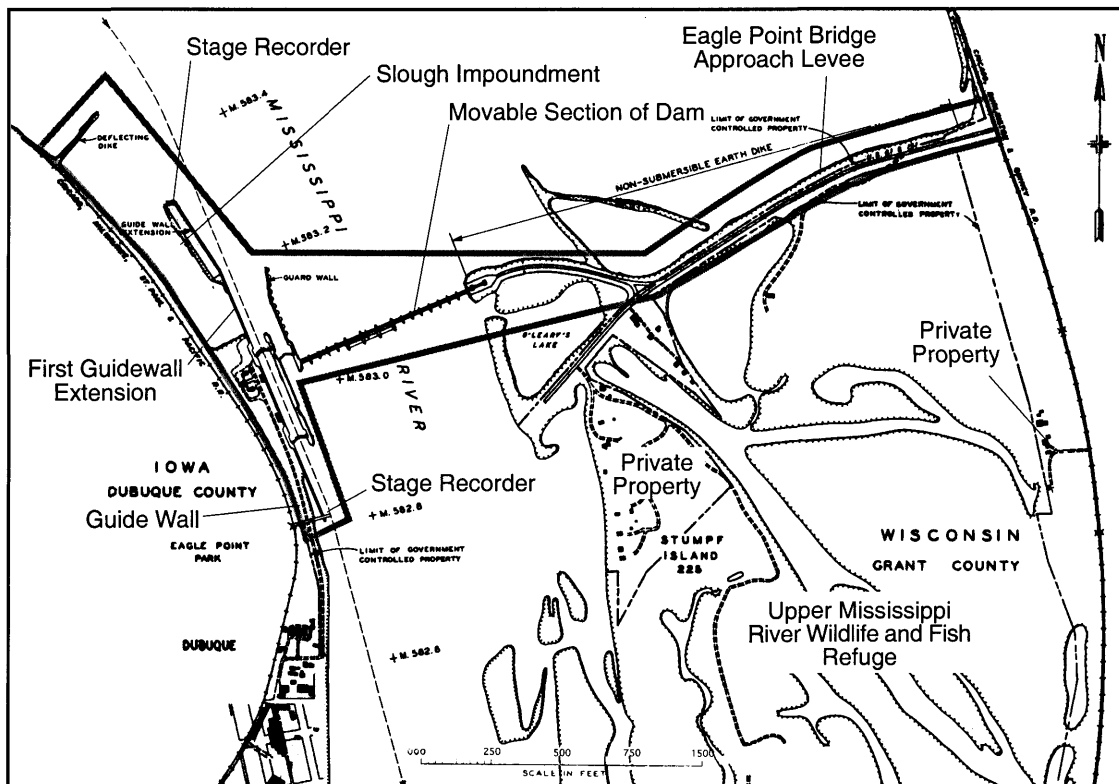 Stage Recorder
Slough Impoundment
Eagle Point Bridge
Approach Levee
N
M. 583.4
MISSISSIPPI
Movable Section of Dam
LIMIT OF GOVERNMENT
CONTROLLED PROPERTY
DEFLECTING
DIKE
NON-SUBMERSIBLE EARTH DIKE
LIMIT OF GOVERNMENT
CONTROLLED PROPERTY
GUIDE WALL
EXTENSION
M. 583.2
GUARD WALL
O'LEARY'S
LAKE
Private
Property
First Guidewall
Extension
M. 583.0
RIVER
IOWA
DUBUQUE COUNTY
Guide Wall
EAGLE POINT
PARK
Stage Recorder
M. 582.8
Private
Property
STUMPF
ISLAND
228
WISCONSIN
GRANT COUNTY
LIMIT OF GOVERNMENT
CONTROLLED PROPERTY
Upper Mississippi
River Wildlife and Fish
Refuge
DUBUQUE
M. 582.6
250
500
750
1500
SCALE IN FEET